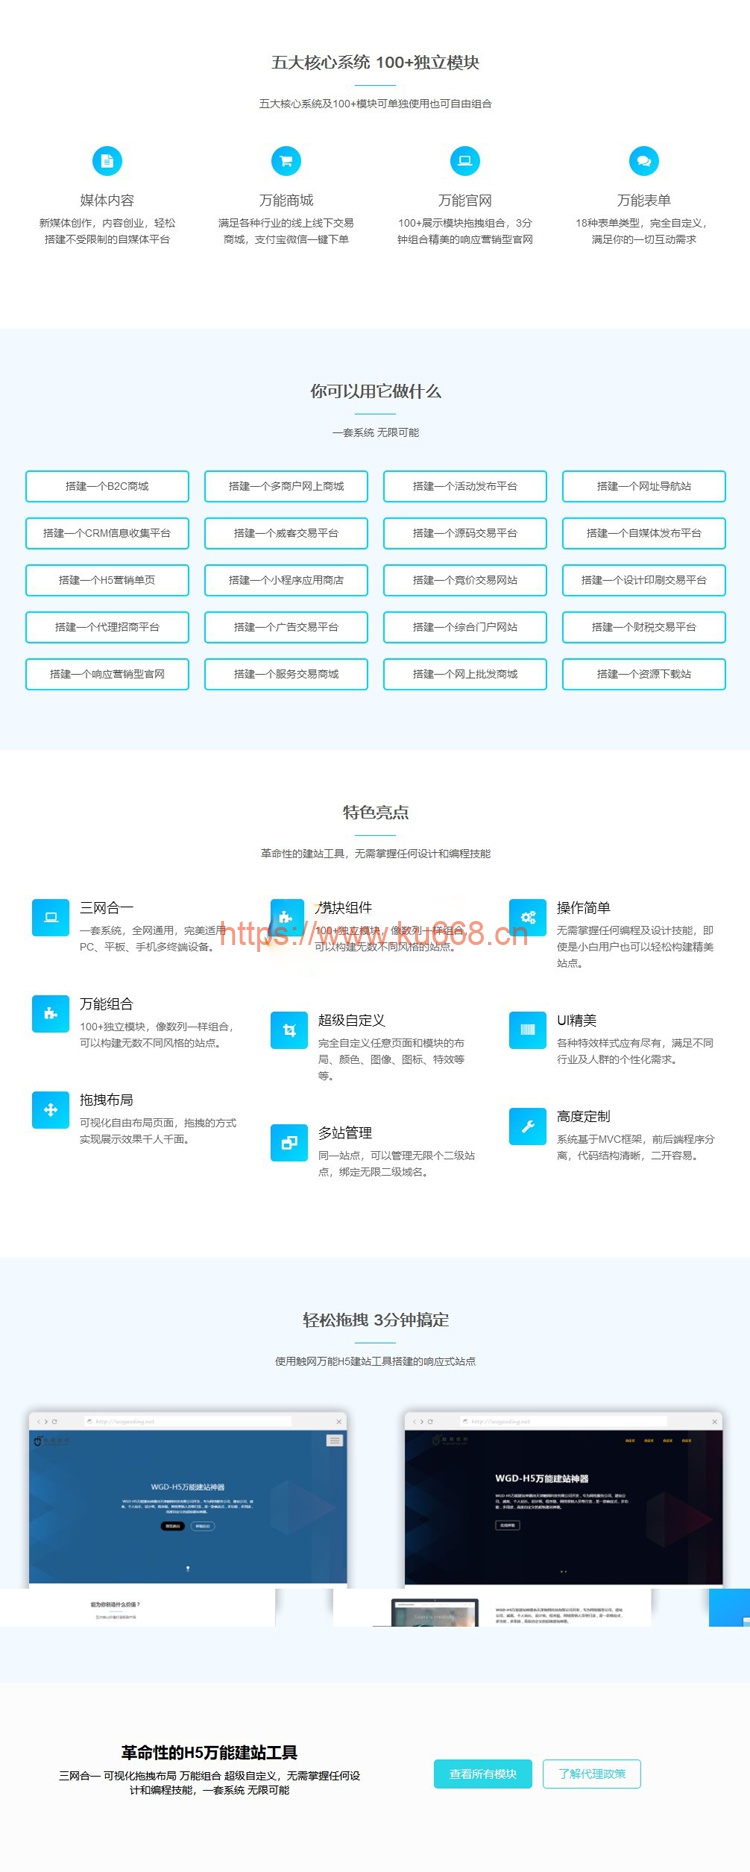 五大核心系统 100+独立模块
五大核心系统及100+模块可单独使用也可自由组合
媒体内容
新媒体创作，内容创业，轻松
搭建不受限制的自媒体平台
万能商城
满足各种行业的线上线下交易
商城，支付宝微信一键下单
万能官网
100+展示模块拖拽组合，3分
钟组合精美的响应营销型官网
万能表单
18种表单类型，完全自定义，
满足你的一切互动需求
你可以用它做什么
一套系统 无限可能
搭建一个B2C商城
搭建一个多商户网上商城
搭建一个活动发布平台
搭建一个网址导航站
搭建一个CRM信息收集平台
搭建一个威客交易平台
搭建一个源码交易平台
搭建一个自媒体发布平台
搭建一个H5营销单页
搭建一个小程序应用商店
搭建一个竞价交易网站
搭建一个设计印刷交易平台
搭建一个代理招商平台
搭建一个广告交易平台
搭建一个综合门户网站
搭建一个财税交易平台
搭建一个响应营销型官网
搭建一个服务交易商城
搭建一个网上批发商城
搭建一个资源下载站
特色亮点
革命性的建站工具，无需掌握任何设计和编程技能
三网合一
一套系统，全网通用，完美适用
PC、平板、手机多终端设备。
模块组件
100+独立模块，像数列一样组合，
可以构建无数不同风格的站点。
操作简单
无需掌握任何编程及设计技能，即
使是小白用户也可以轻松构建精美
站点。
https://www.ku868.cn
万能组合
100+独立模块，像数列一样组合，
可以构建无数不同风格的站点。
超级自定义
完全自定义任意页面和模块的布
局、颜色、图像、图标、特效等
等。
UI精美
各种特效样式应有尽有，满足不同
行业及人群的个性化需求。
拖拽布局
可视化自由布局页面，拖拽的方式
实现展示效果千人千面。
多站管理
同一站点，可以管理无限个二级站
点，绑定无限二级域名。
高度定制
系统基于MVC框架，前后端程序分
离，代码结构清晰，二开容易。
轻松拖拽 3分钟搞定
使用触网万能H5建站工具搭建的响应式站点
WGD-H5万能建站神器
WGD-H5万能建站神器
能为你创造什么价值？
革命性的H5万能建站工具
三网合一 可视化拖拽布局 万能组合 超级自定义，无需掌握任何设
计和编程技能，一套系统 无限可能
查看所有模块
了解代理政策